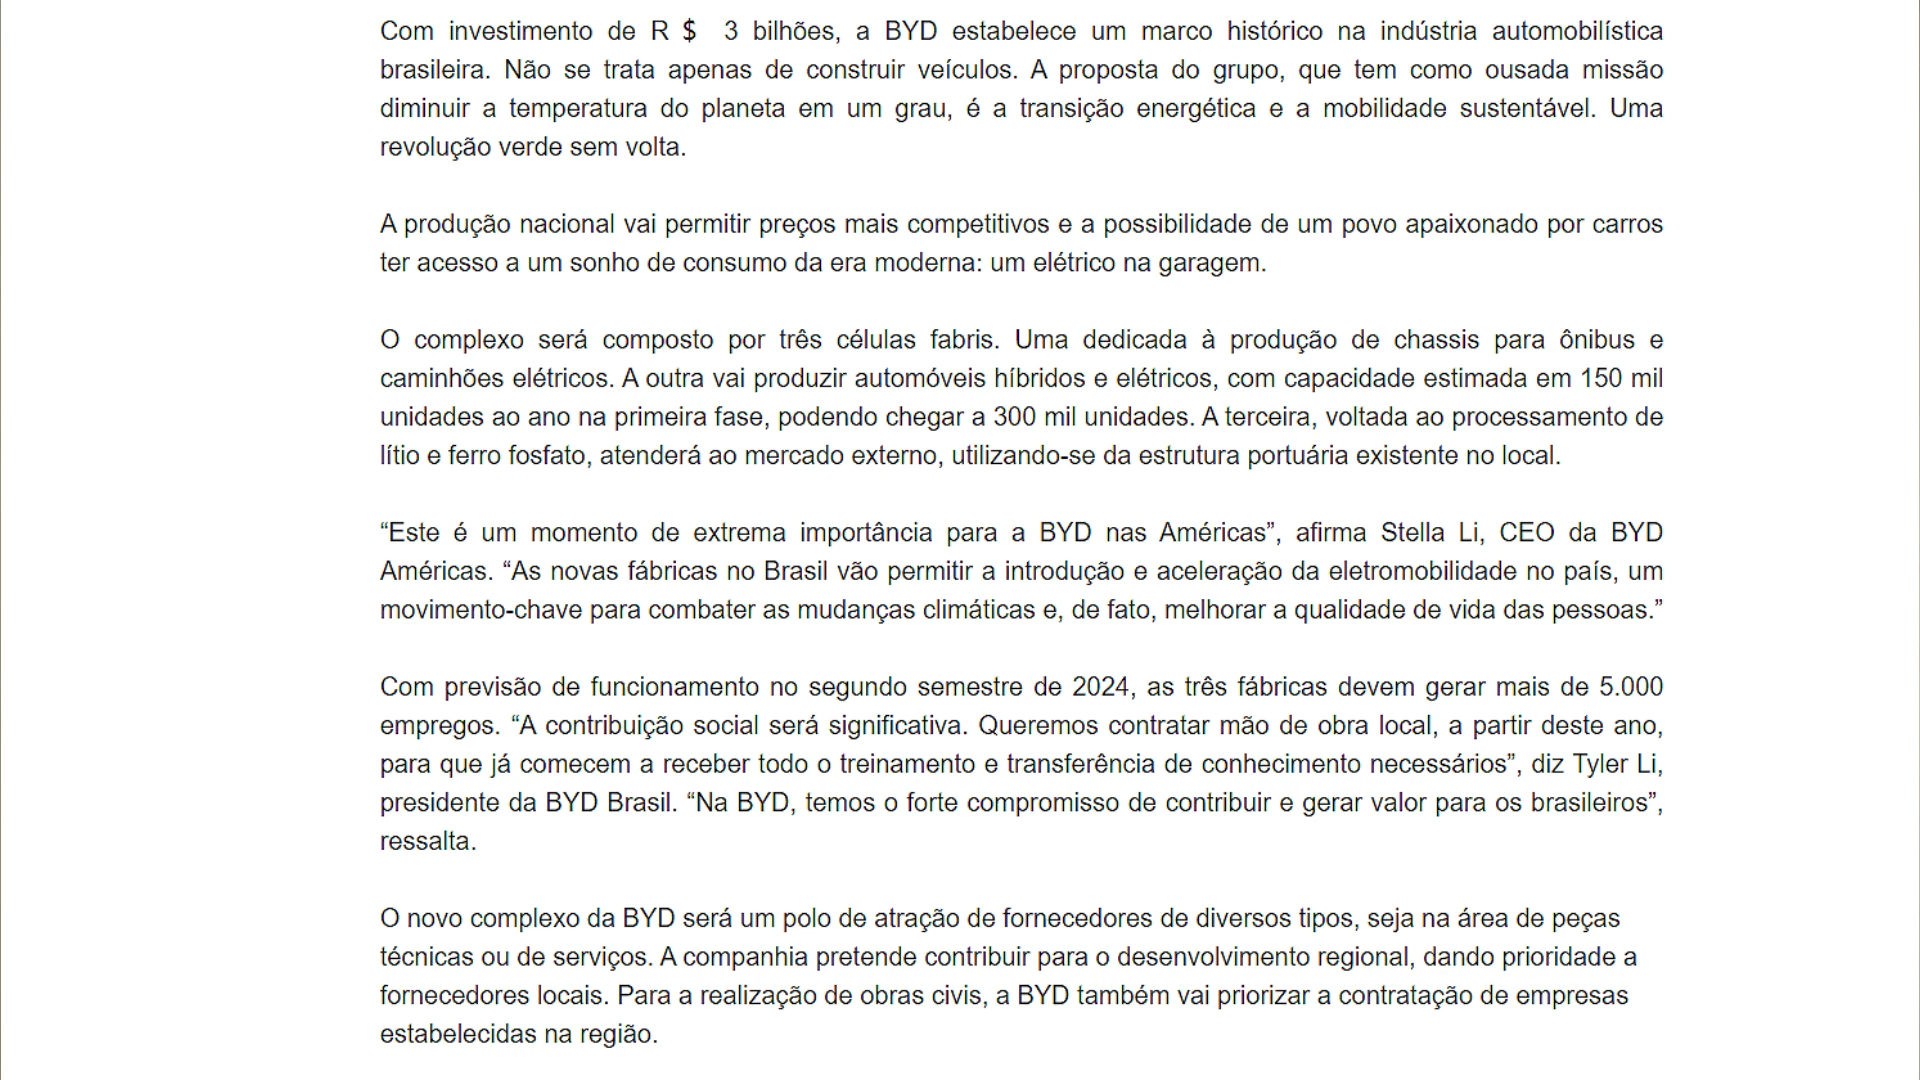 Com investimento de R $ 3 bilhões, a BYD estabelece um marco histórico na indústria automobilística
brasileira. Não se trata apenas de construir veículos. A proposta do grupo, que tem como ousada missão
diminuir a temperatura do planeta em um grau, é a transição energética e a mobilidade sustentável. Uma
revolução verde sem volta.
A produção nacional vai permitir preços mais competitivos e a possibilidade de um povo apaixonado por carros
ter acesso a um sonho de consumo da era moderna: um elétrico na garagem.
O complexo será composto por três células fabris. Uma dedicada à produção de chassis para ônibus e
caminhões elétricos. A outra vai produzir automóveis híbridos e elétricos, com capacidade estimada em 150 mil
unidades ao ano na primeira fase, podendo chegar a 300 mil unidades. A terceira, voltada ao processamento de
lítio e ferro fosfato, atenderá ao mercado externo, utilizando-se da estrutura portuária existente no local.
“Este é um momento de extrema importância para a BYD nas Américas”, afirma Stella Li, CEO da BYD
Américas. “As novas fábricas no Brasil vão permitir a introdução e aceleração da eletromobilidade no país, um
movimento-chave para combater as mudanças climáticas e, de fato, melhorar a qualidade de vida das pessoas.”
Com previsão de funcionamento no segundo semestre de 2024, as três fábricas devem gerar mais de 5.000
empregos. “A contribuição social será significativa. Queremos contratar mão de obra local, a partir deste ano,
para que já comecem a receber todo o treinamento e transferência de conhecimento necessários”, diz Tyler Li,
presidente da BYD Brasil. “Na BYD, temos o forte compromisso de contribuir e gerar valor para os brasileiros”,
ressalta.
O novo complexo da BYD será um polo de atração de fornecedores de diversos tipos, seja na área de peças
técnicas ou de serviços. A companhia pretende contribuir para o desenvolvimento regional, dando prioridade a
fornecedores locais. Para a realização de obras civis, a BYD também vai priorizar a contratação de empresas
estabelecidas na região.